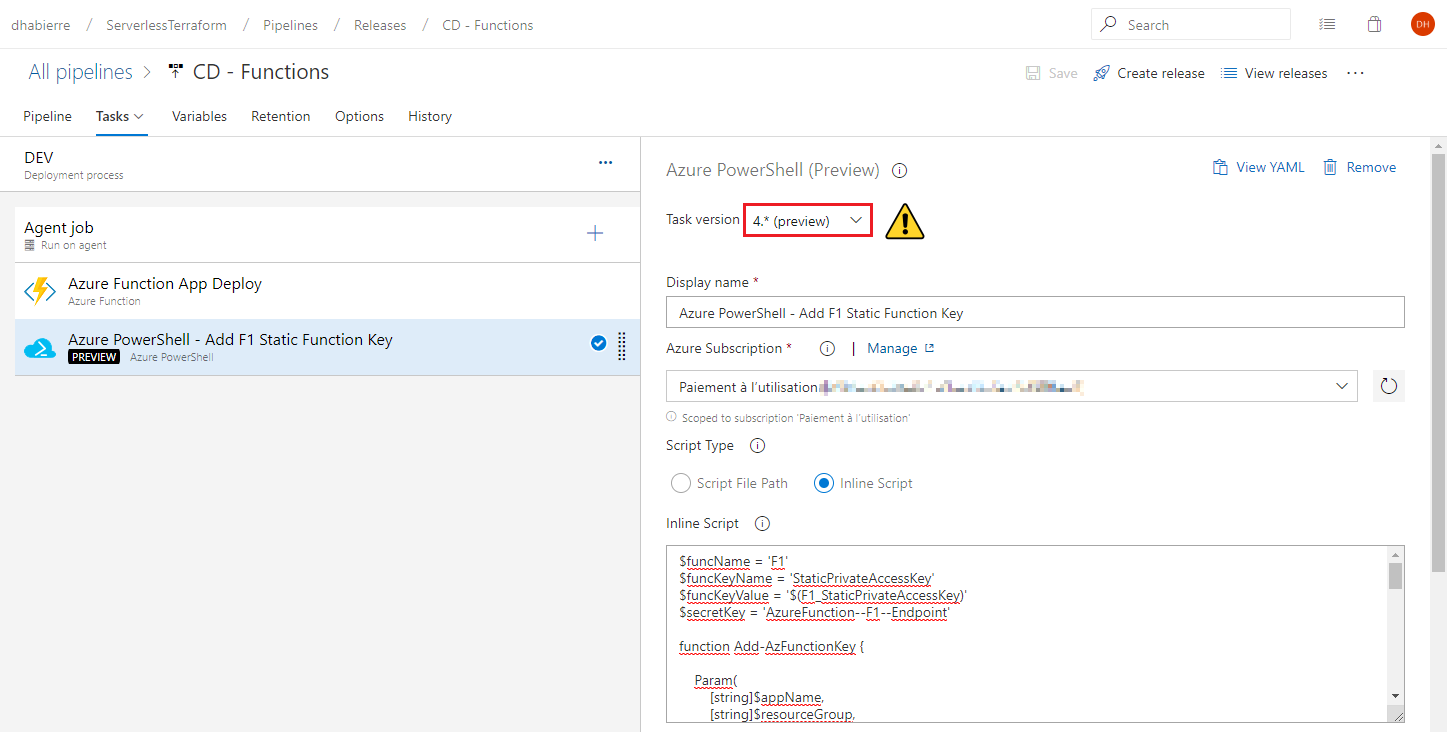 dhabierre / ServerlessTerraform / Pipelines / Releases / CD - Functions
Search
DH
All pipelines > CD - Functions
Save Create release View releases ...
Pipeline Tasks Variables Retention Options History
DEV
Deployment process
Agent job
Run on agent
Azure Function App Deploy
Azure Function
Azure PowerShell - Add F1 Static Function Key
PREVIEW Azure PowerShell
Azure PowerShell (Preview)
View YAML Remove
Task version 4.* (preview)
Display name *
Azure PowerShell - Add F1 Static Function Key
Azure Subscription * | Manage
Paiement à l'utilisation
Scoped to subscription 'Paiement à l'utilisation'
Script Type
Script File Path Inline Script
Inline Script
$funcName = 'F1'
$funcKeyName = 'StaticPrivateAccessKey'
$funcKeyValue = '$(F1_StaticPrivateAccessKey)'
$secretKey = 'AzureFunction--F1--Endpoint'
function Add-AzFunctionKey {
Param(
[string]$appName,
[string]$resourceGroup,